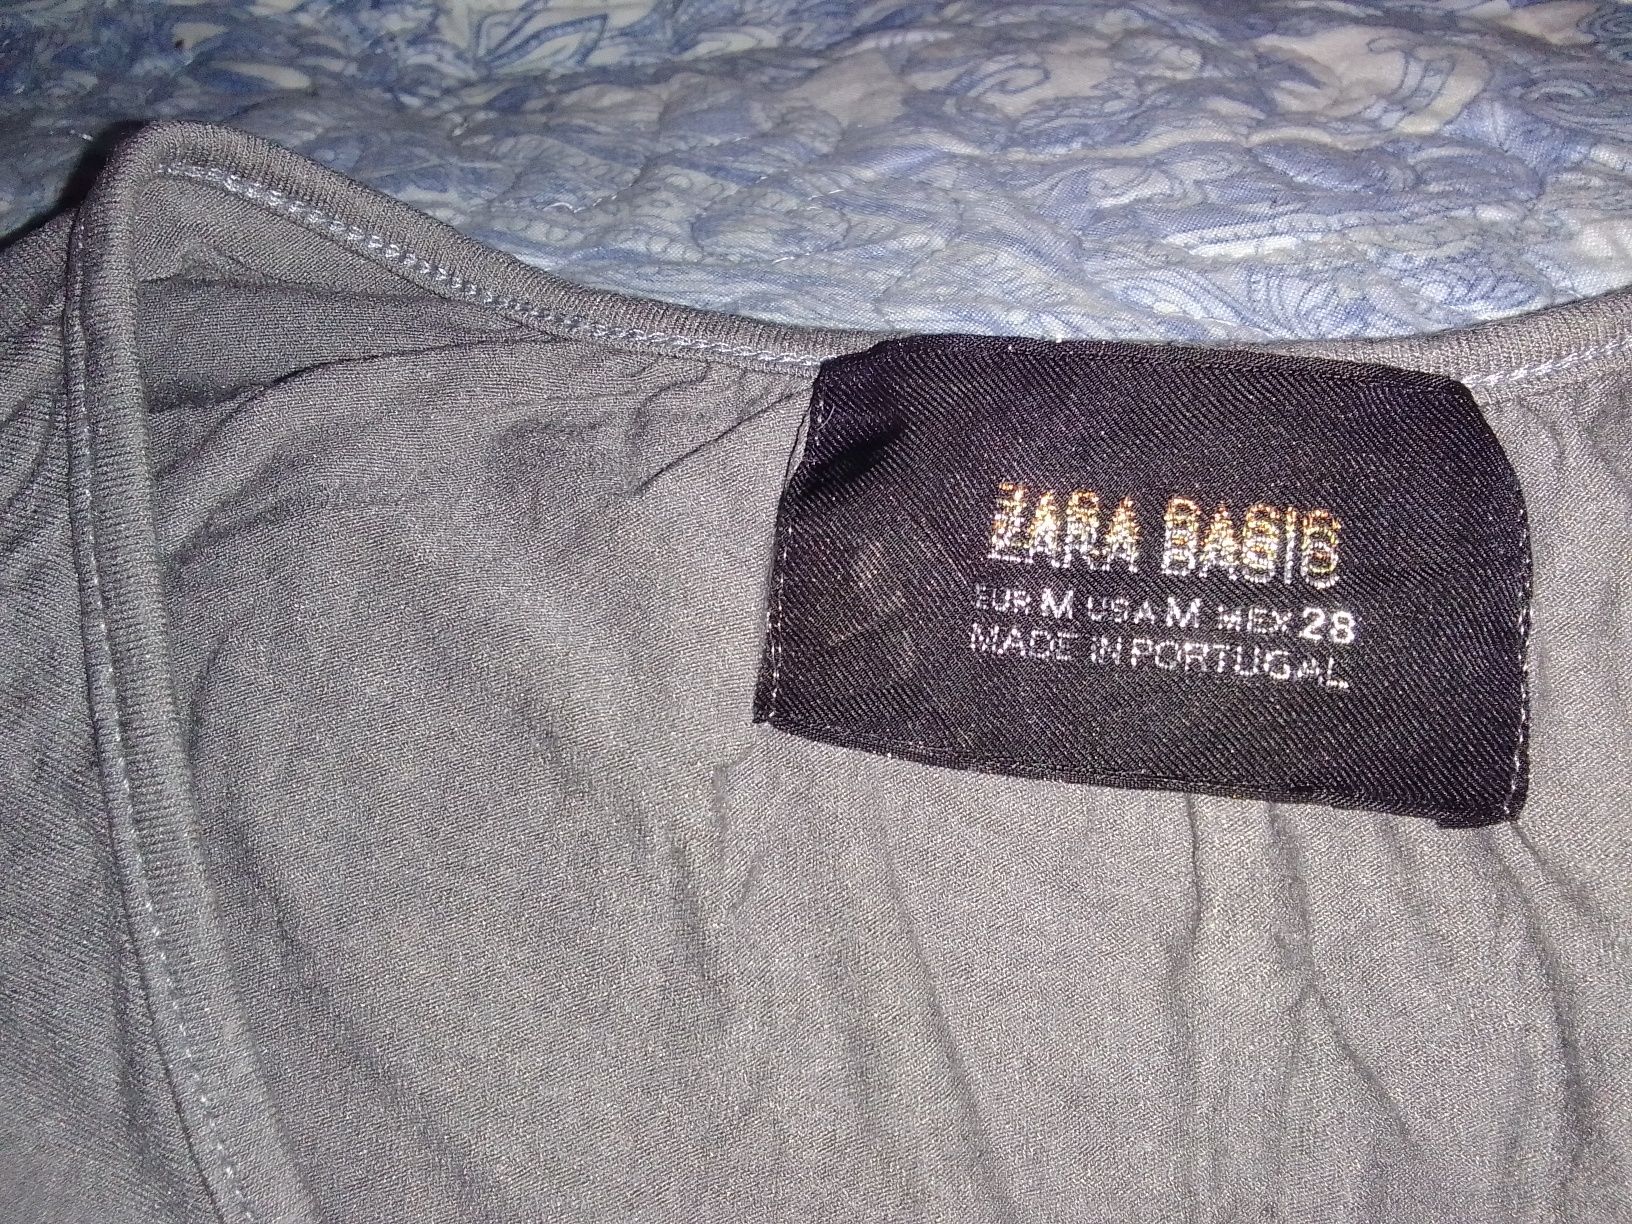 ZARA BASIC
EUR M USA M MEX 28
MADE IN PORTUGAL